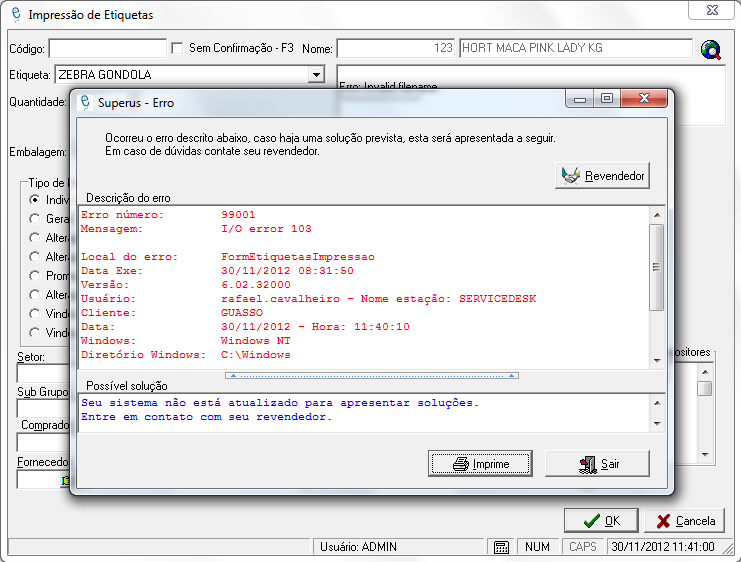 Impressão de Etiquetas
Código:
Sem Confirmação - F3
Nome:
123
HORT MACA PINK LADY KG
Etiqueta:
ZEBRA GONDOLA
Erro: Invalid filename
Quantidade:
Embalagem:
Superus - Erro
Ocorreu o erro descrito abaixo, caso haja uma solução prevista, esta será apresentada a seguir.
Em caso de dúvidas contate seu revendedor.
Revendedor
Descrição do erro
Erro número: 99001
Mensagem: I/O error 103
Local do erro: FormEtiquetasImpressao
Data Exe: 30/11/2012 08:31:50
Versão: 6.02.32000
Usuário: rafael.cavalheiro - Nome estação: SERVICEDESK
Cliente: GUASSO
Data: 30/11/2012 - Hora: 11:40:10
Windows: Windows NT
Diretório Windows: C:\Windows
Possível solução
Seu sistema não está atualizado para apresentar soluções.
Entre em contato com seu revendedor.
Imprime
Sair
Tipo de
Indivi
Gera
Altera
Altera
Prom
Altera
Vind
Vind
Setor:
Sub Grupo
Comprado
Fornecedo
ositores
OK
Cancela
Usuário: ADMIN
NUM
CAPS
30/11/2012 11:41:00